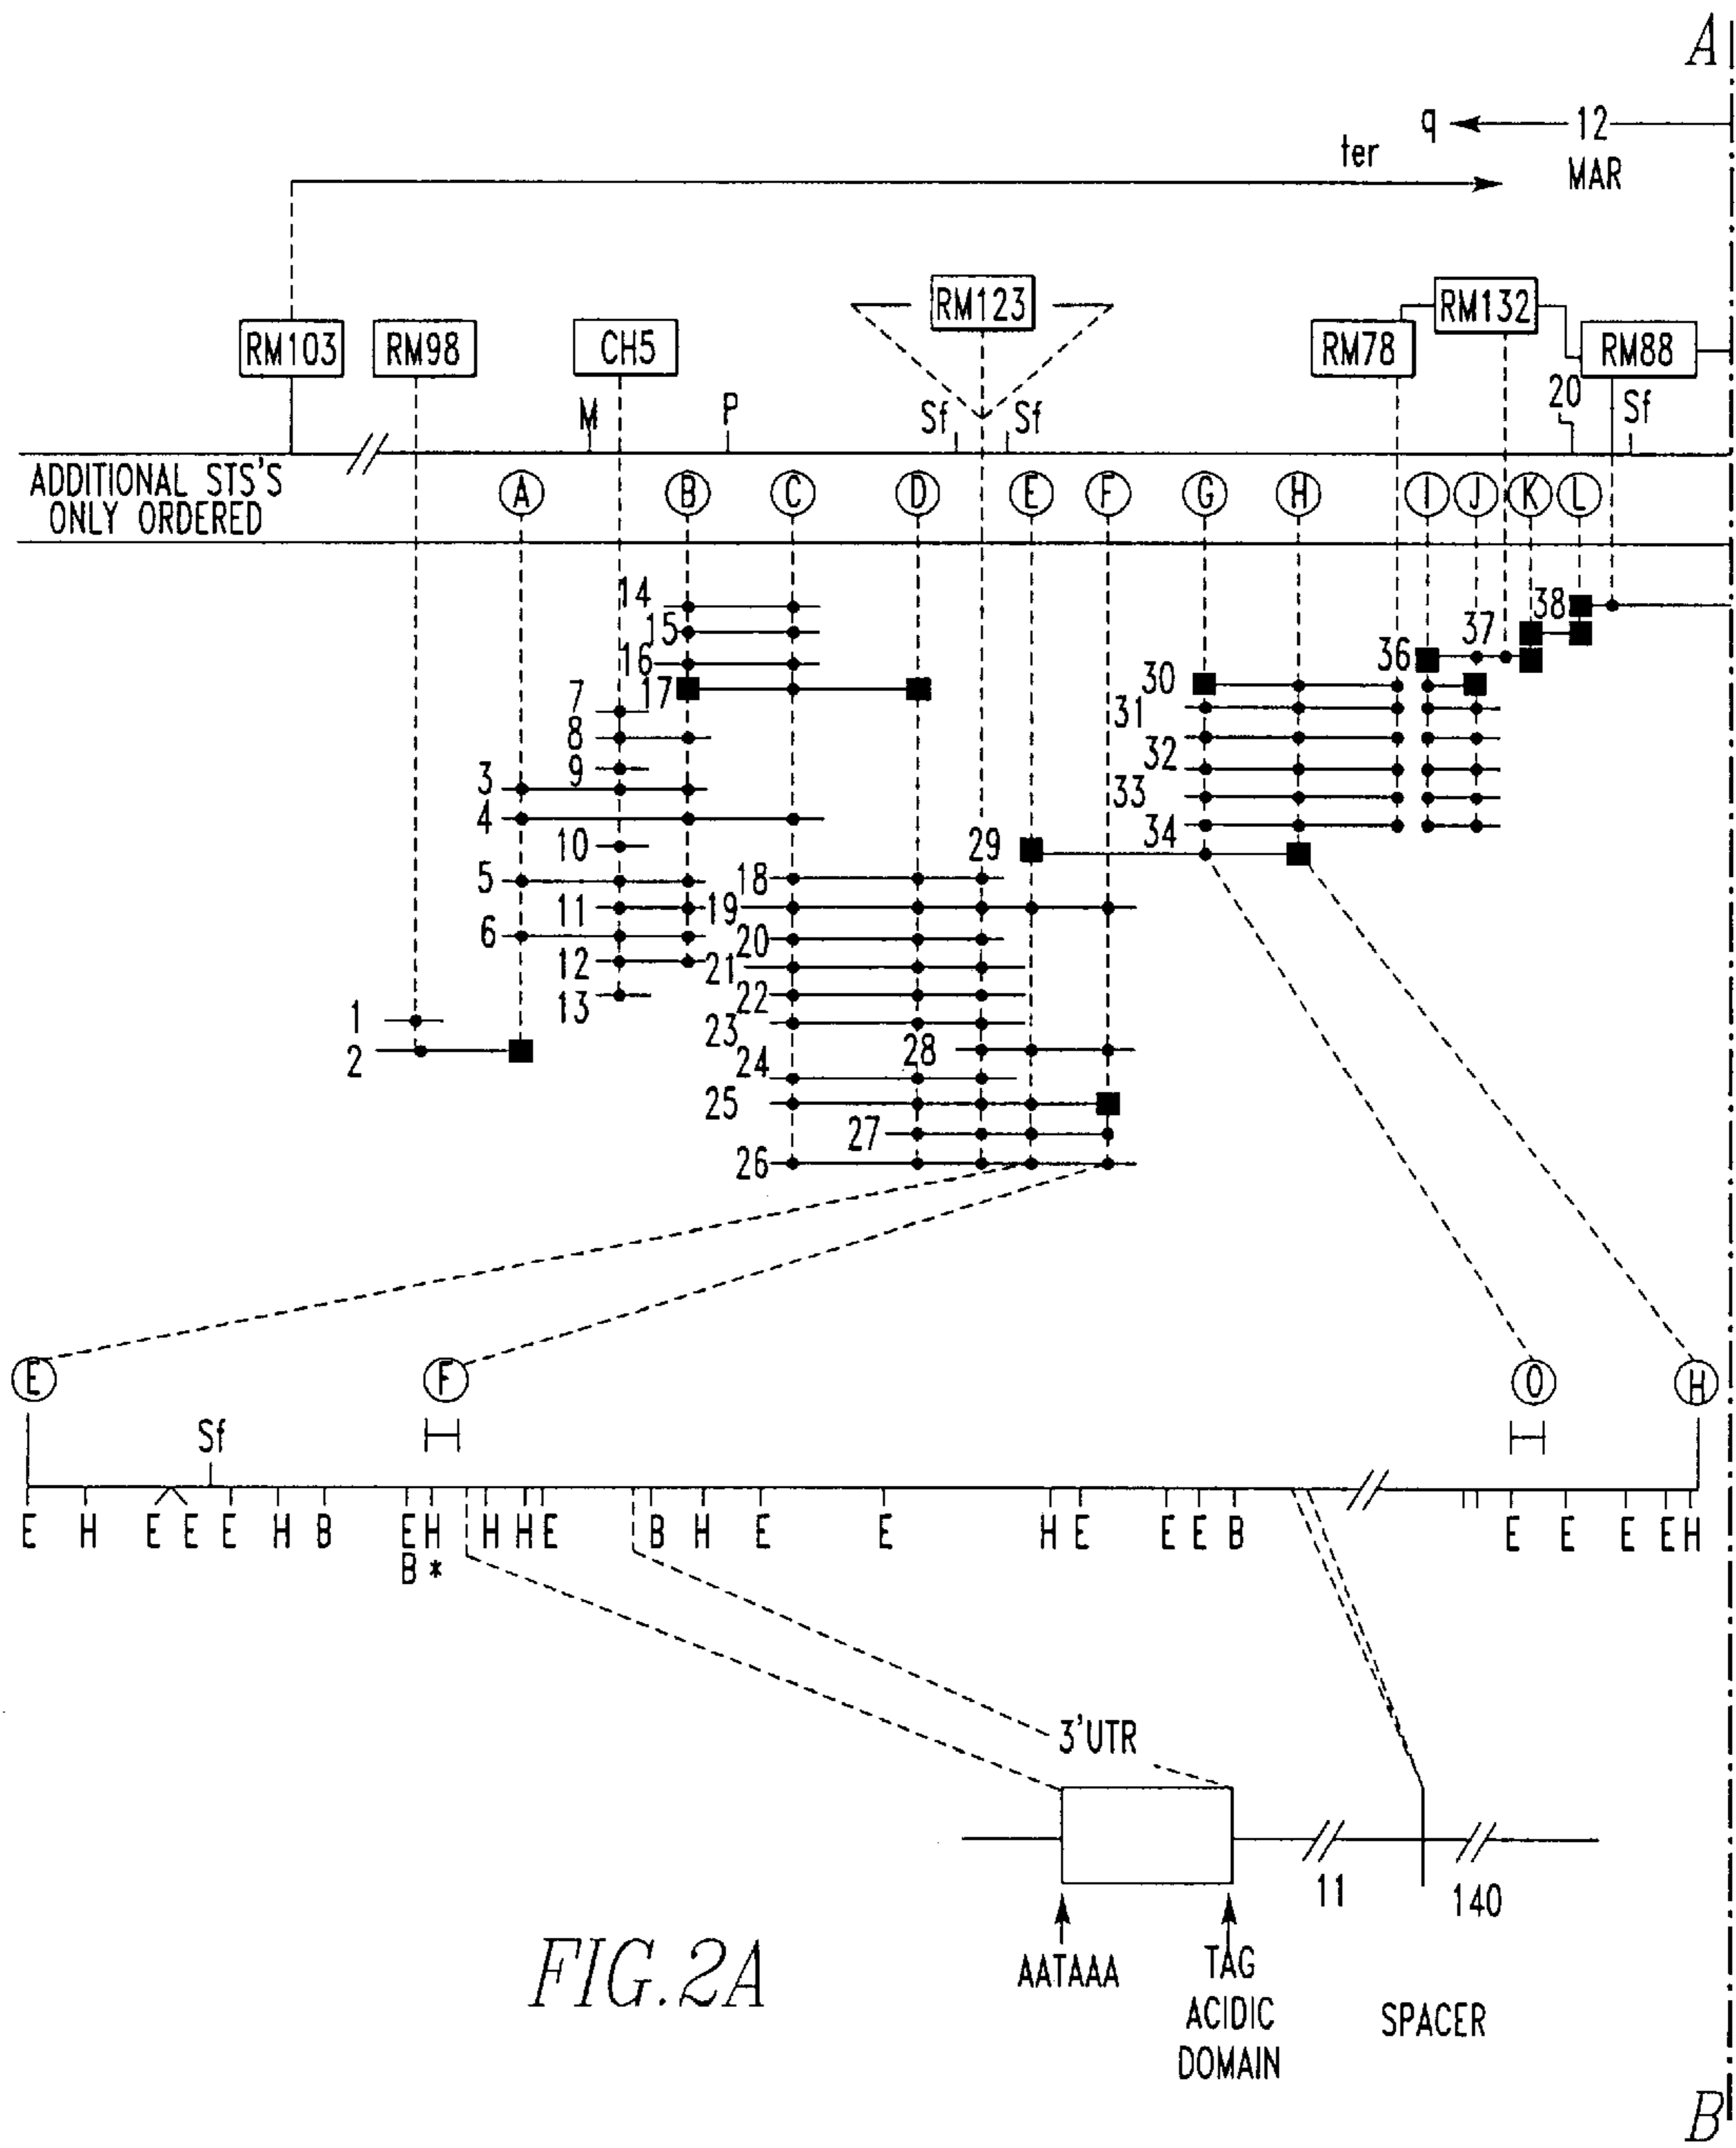 A
q 12
ter MAR
RM123 RM132
RM103 RM98 CH5 RM78 RM88
M P Sf Sf 20 Sf
ADDITIONAL STS'S
ONLY ORDERED
A B C D E F G H I J K L
14 38
15 37
16 36
17 30
7 31
8 32
9
3 33
4 34
10 29
5 18
11 19
6 20
12 21
13 22
1 23
2 28
24
25
27
26
E F O H
Sf
E H E E E H B E H H H E B H E E H E E E B E E E E H
B *
3'UTR
11 140
AATAAA TAG
ACIDIC SPACER
DOMAIN
FIG.2A
B